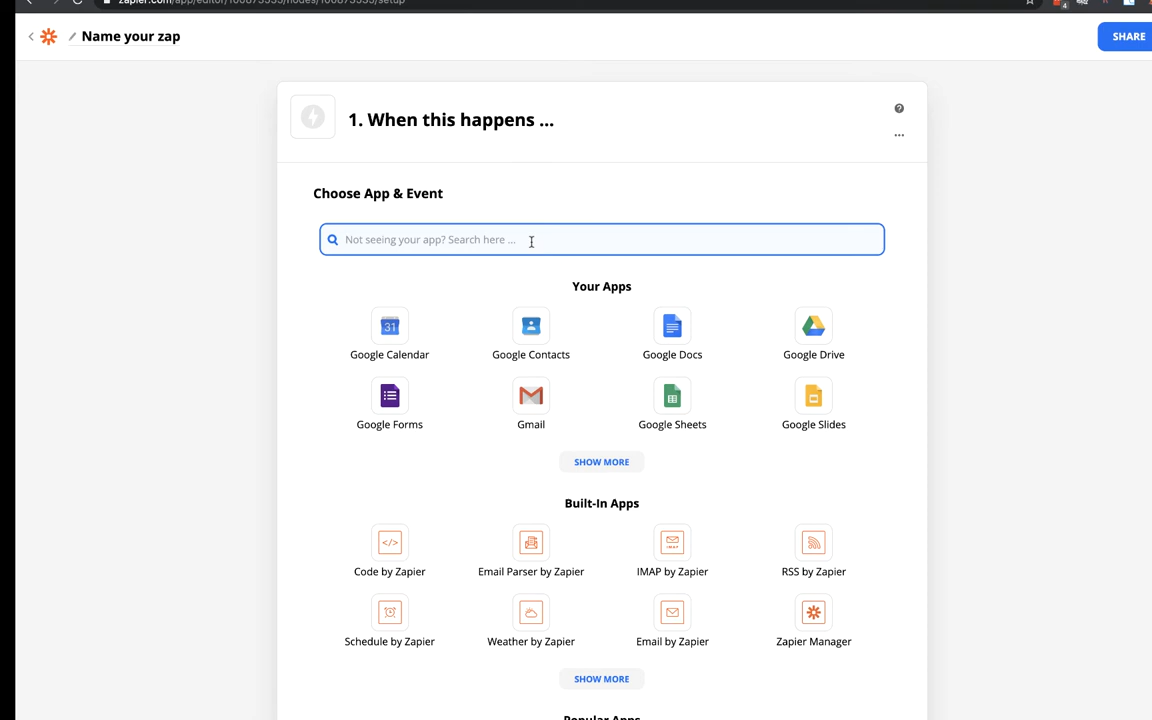 Name your zap
SHARE
1. When this happens ...
Choose App & Event
Not seeing your app? Search here ...
Your Apps
31
Google Calendar
Google Contacts
Google Docs
Google Drive
Google Forms
Gmail
Google Sheets
Google Slides
SHOW MORE
Built-In Apps
</>
IMAP
Code by Zapier
Email Parser by Zapier
IMAP by Zapier
RSS by Zapier
Schedule by Zapier
Weather by Zapier
Email by Zapier
Zapier Manager
SHOW MORE
Popular Apps